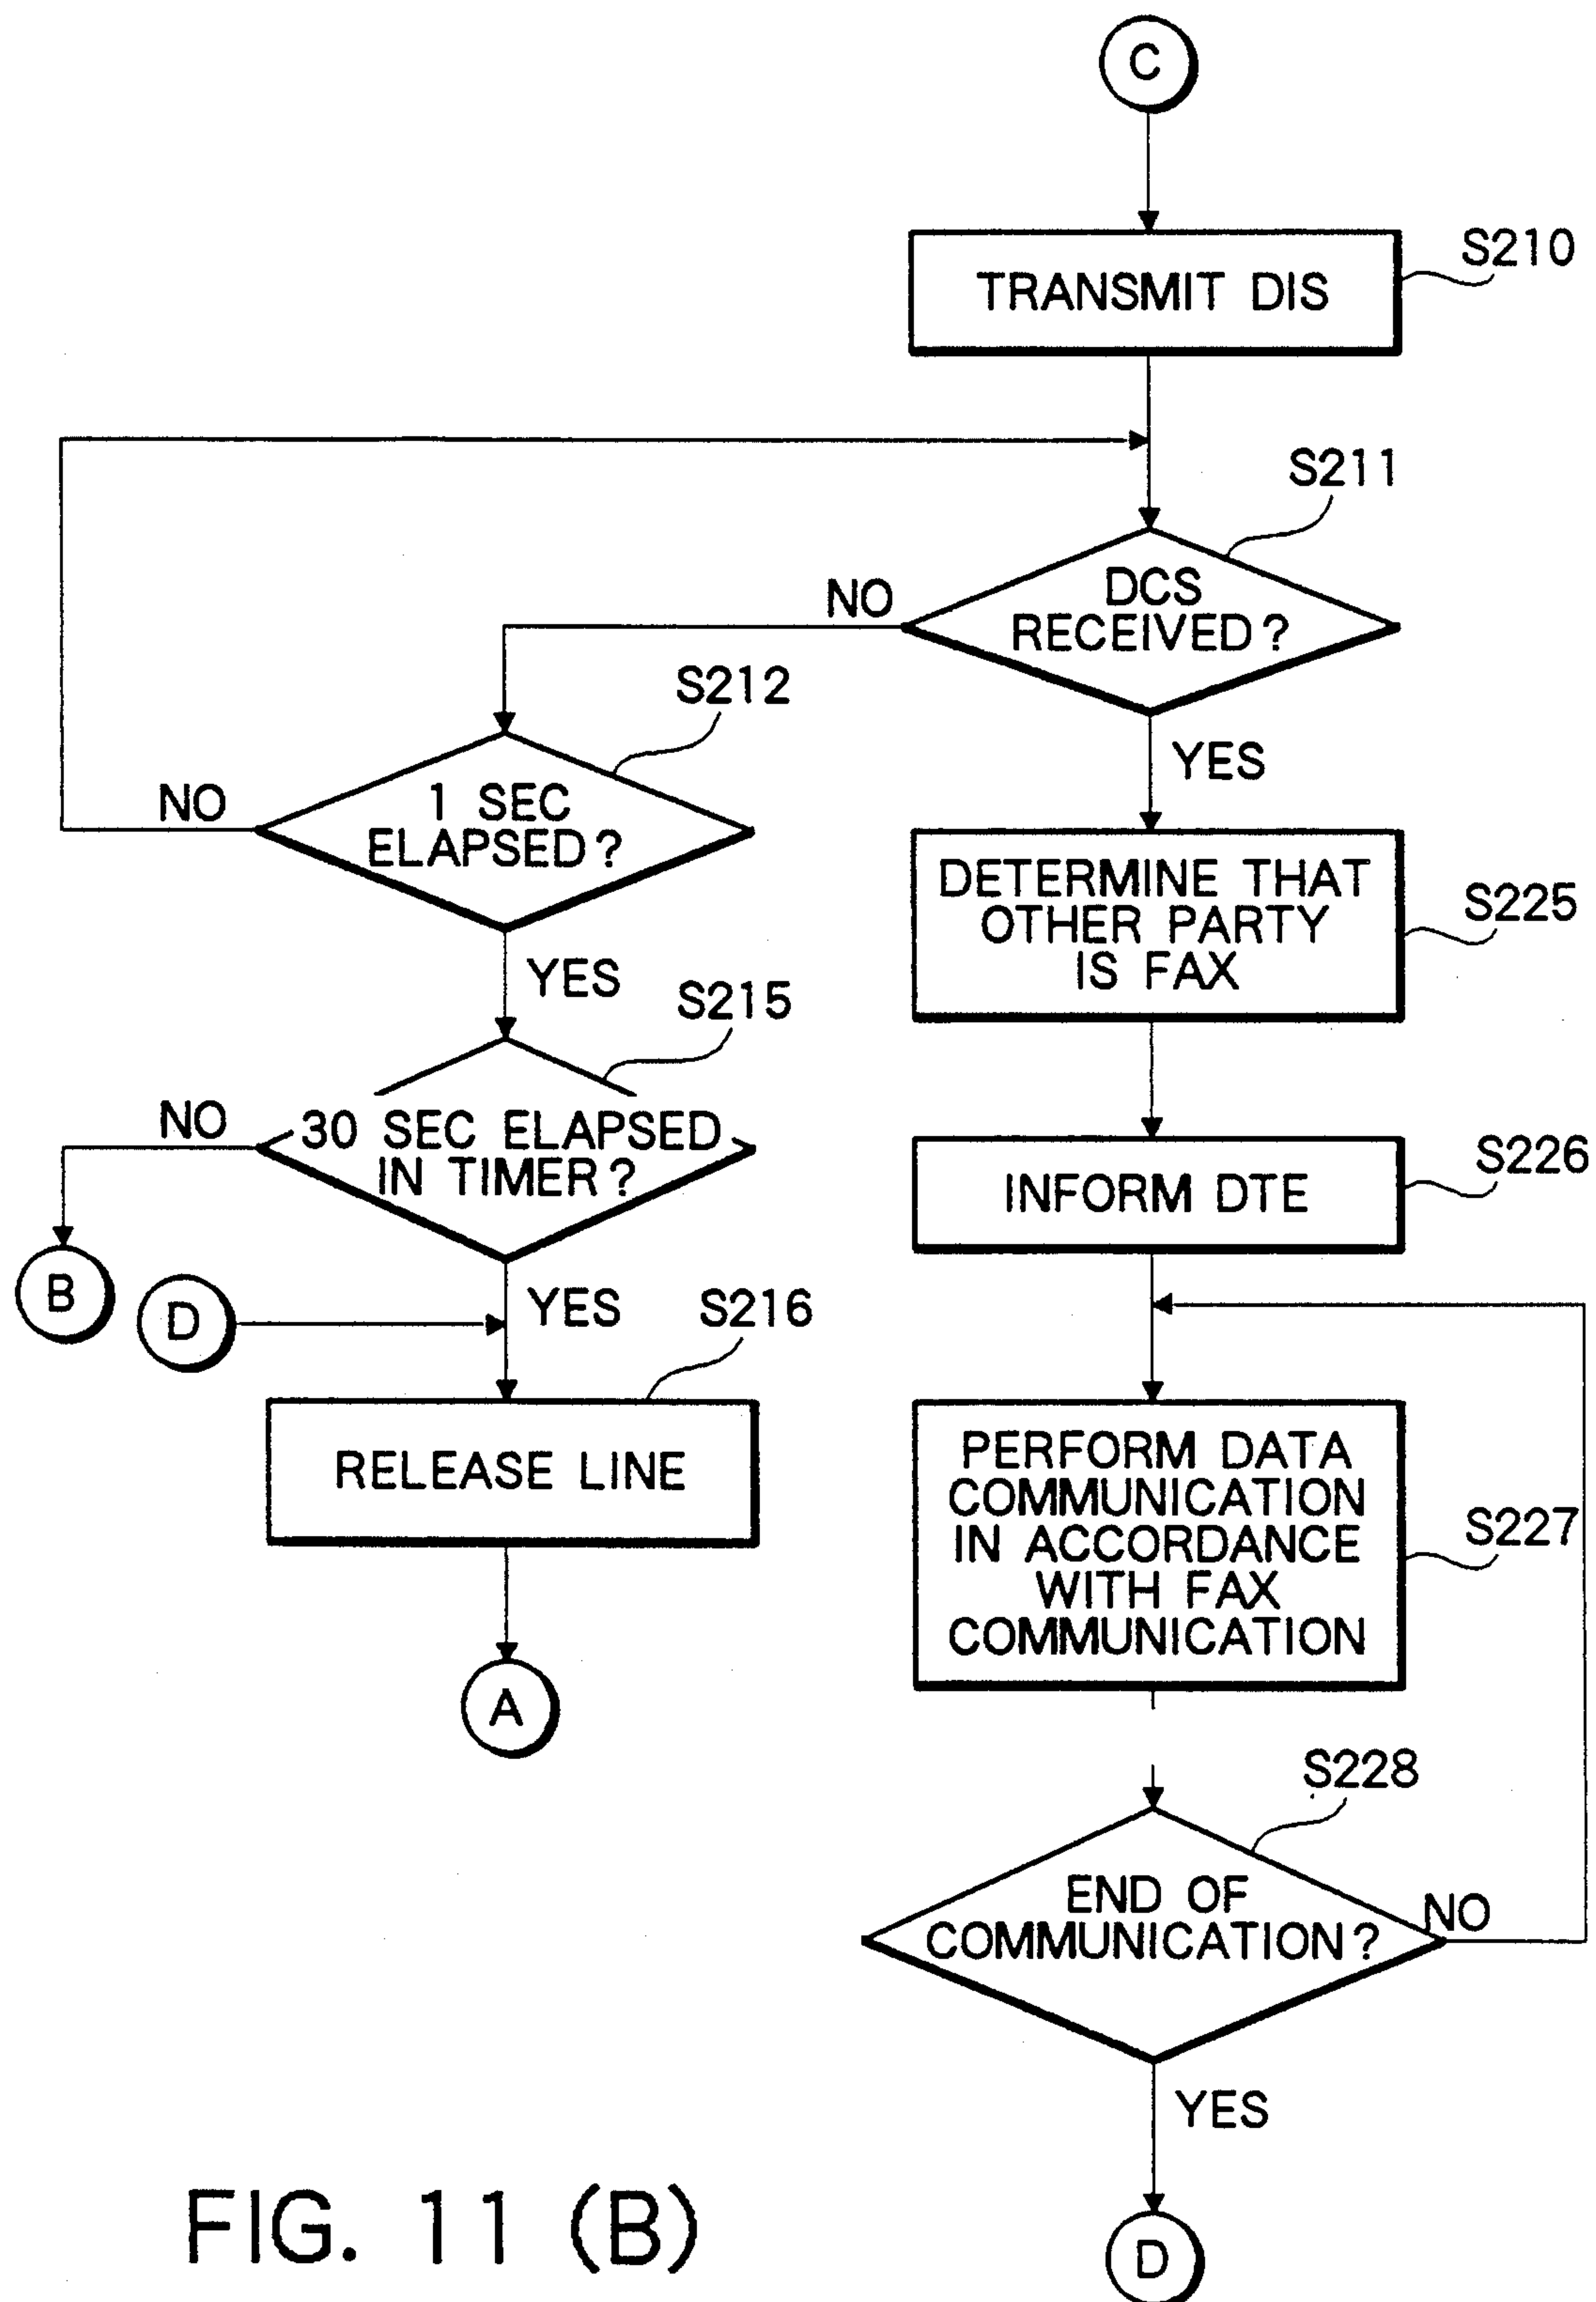 C
S210
TRANSMIT DIS
S211
DCS
RECEIVED?
NO
YES
S212
1 SEC
ELAPSED?
NO
YES
DETERMINE THAT
OTHER PARTY
IS FAX
S225
S215
30 SEC ELAPSED
IN TIMER?
NO
YES
B
D
INFORM DTE
S226
S216
RELEASE LINE
A
PERFORM DATA
COMMUNICATION
IN ACCORDANCE
WITH FAX
COMMUNICATION
S227
S228
END OF
COMMUNICATION?
NO
YES
D
FIG. 11 (B)